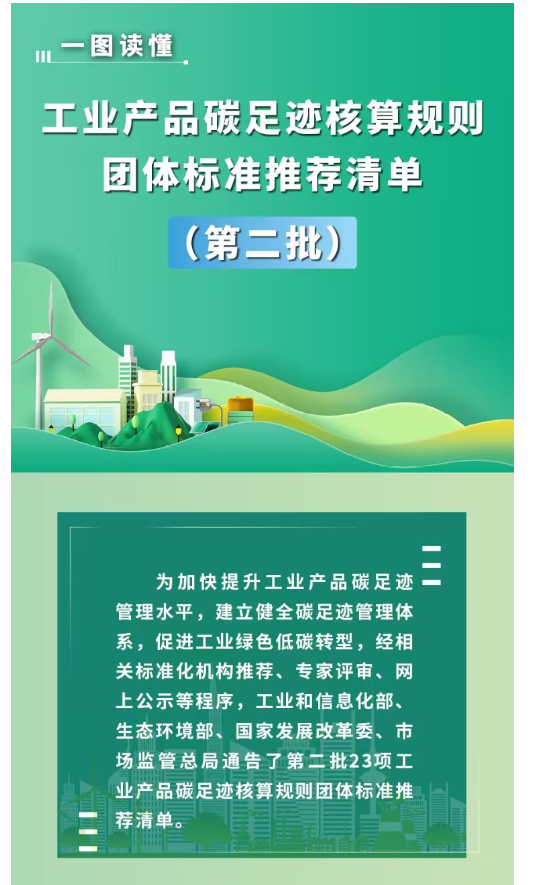 一图读懂
工业产品碳足迹核算规则
团体标准推荐清单
（第二批）
为加快提升工业产品碳足迹
管理水平，建立健全碳足迹管理体
系，促进工业绿色低碳转型，经相
关标准化机构推荐、专家评审、网
上公示等程序，工业和信息化部、
生态环境部、国家发展改革委、市
场监管总局通告了第二批23项工
业产品碳足迹核算规则团体标准推
荐清单。